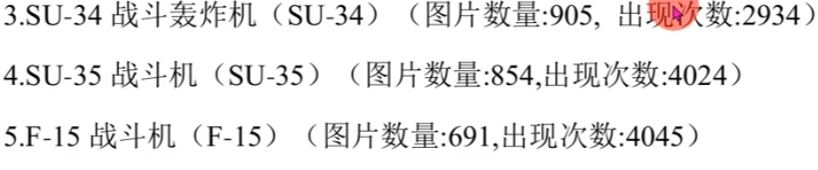 3.SU-34 战斗轰炸机（SU-34）（图片数量:905, 出现次数:2934）
4.SU-35 战斗机（SU-35）（图片数量:854,出现次数:4024）
5.F-15 战斗机（F-15）（图片数量:691,出现次数:4045）